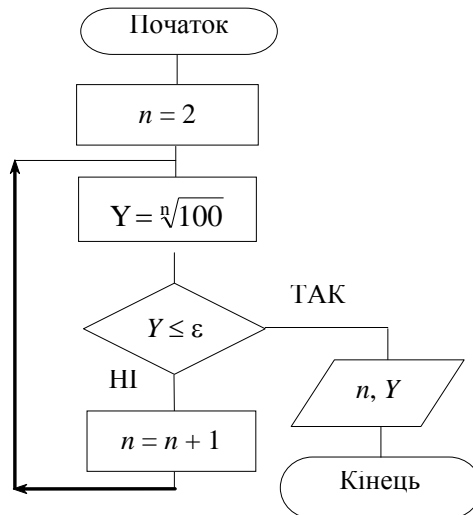 Початок
n = 2
Y = ⁿ√100
Y ≤ ε
ТАК
НІ
n, Y
n = n + 1
Кінець